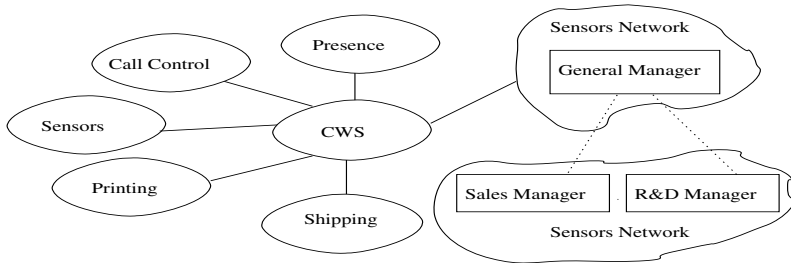 Presence
Sensors Network
Call Control
General Manager
Sensors
CWS
Printing
Shipping
Sales Manager
R&D Manager
Sensors Network